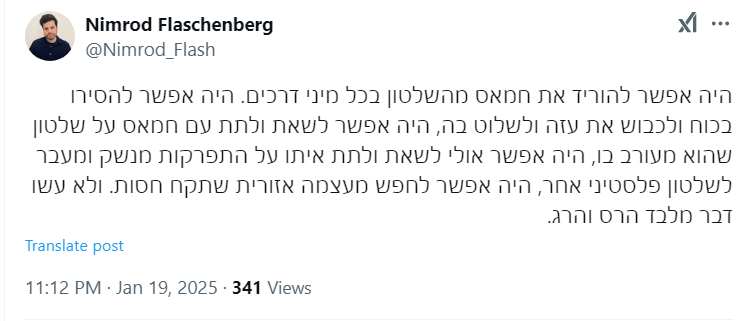 Nimrod Flaschenberg
@Nimrod_Flash
היה אפשר להוריד את חמאס מהשלטון בכל מיני דרכים. היה אפשר להסירו
בכוח ולכבוש את עזה ולשלוט בה, היה אפשר לשאת ולתת עם חמאס על שלטון
שהוא מעורב בו, היה אפשר אולי לשאת ולתת איתו על התפרקות מנשק ומעבר
לשלטון פלסטיני אחר, היה אפשר לחפש מעצמה אזורית שתקח חסות. ולא עשו
דבר מלבד הרס והרג.
Translate post
11:12 PM · Jan 19, 2025 · 341 Views